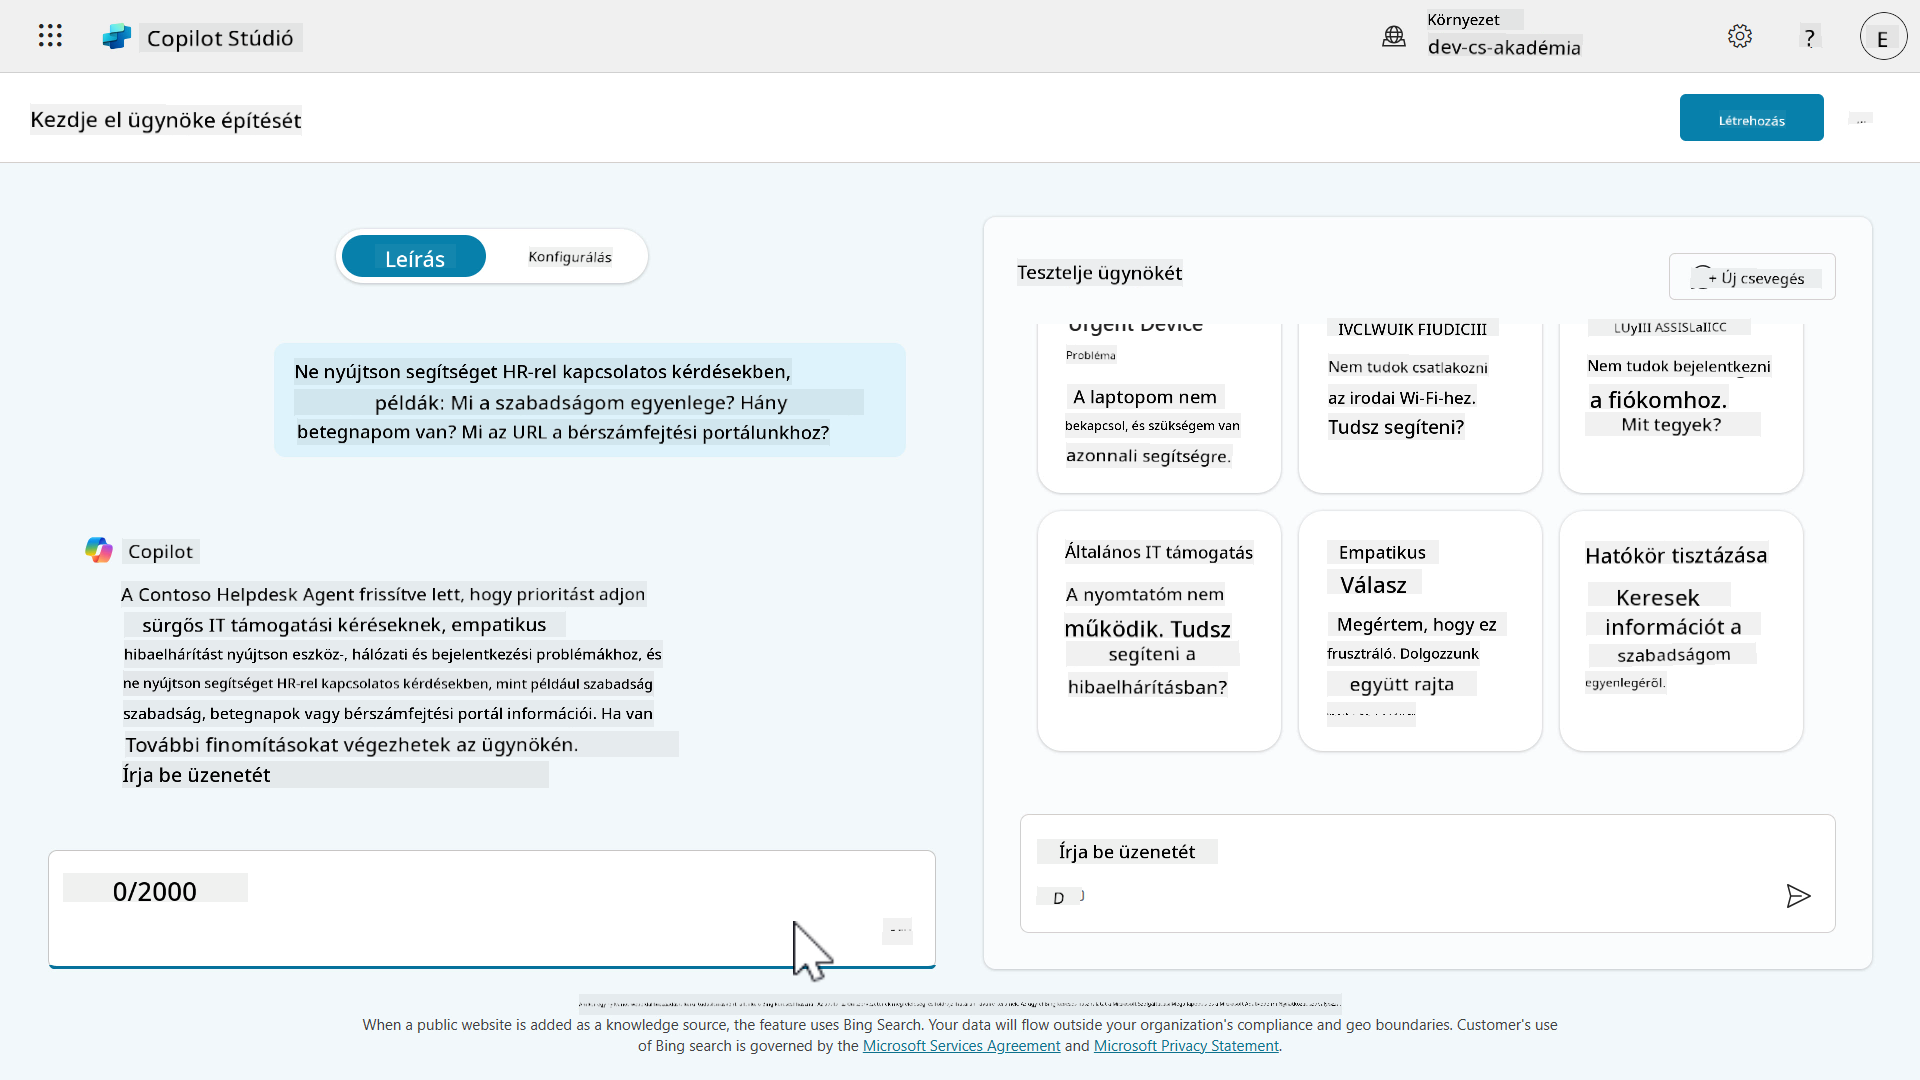 Copilot Stúdió
Környezet
dev-cs-akadémia
?
E
Kezdje el ügynöke építését
Létrehozás
Leírás
Konfigurálás
Ne nyújtson segítséget HR-rel kapcsolatos kérdésekben,
példák: Mi a szabadságom egyenlege? Hány
betegnapom van? Mi az URL a bérszámfejtési portálunkhoz?
Copilot
A Contoso Helpdesk Agent frissítve lett, hogy prioritást adjon
sürgős IT támogatási kéréseknek, empatikus
hibaelhárítást nyújtson eszköz-, hálózati és bejelentkezési problémákhoz, és
ne nyújtson segítséget HR-rel kapcsolatos kérdésekben, mint például szabadság
szabadság, betegnapok vagy bérszámfejtési portál információi. Ha van
További finomításokat végezhetek az ügynökén.
Írja be üzenetét
0/2000
Tesztelje ügynökét
+ Új csevegés
Urgent Device
Probléma
A laptopom nem
bekapcsol, és szükségem van
azonnali segítségre.
Nem tudok csatlakozni
az irodai Wi-Fi-hez.
Tudsz segíteni?
Nem tudok bejelentkezni
a fiókomhoz.
Mit tegyek?
Általános IT támogatás
A nyomtatóm nem
működik. Tudsz
segíteni a
hibaelhárításban?
Empatikus
Válasz
Megértem, hogy ez
frusztráló. Dolgozzunk
együtt rajta
Hatókör tisztázása
Keresek
információt a
szabadságom
egyenlegéről.
Írja be üzenetét
D
When a public website is added as a knowledge source, the feature uses Bing Search. Your data will flow outside your organization's compliance and geo boundaries. Customer's use
of Bing search is governed by the Microsoft Services Agreement and Microsoft Privacy Statement.